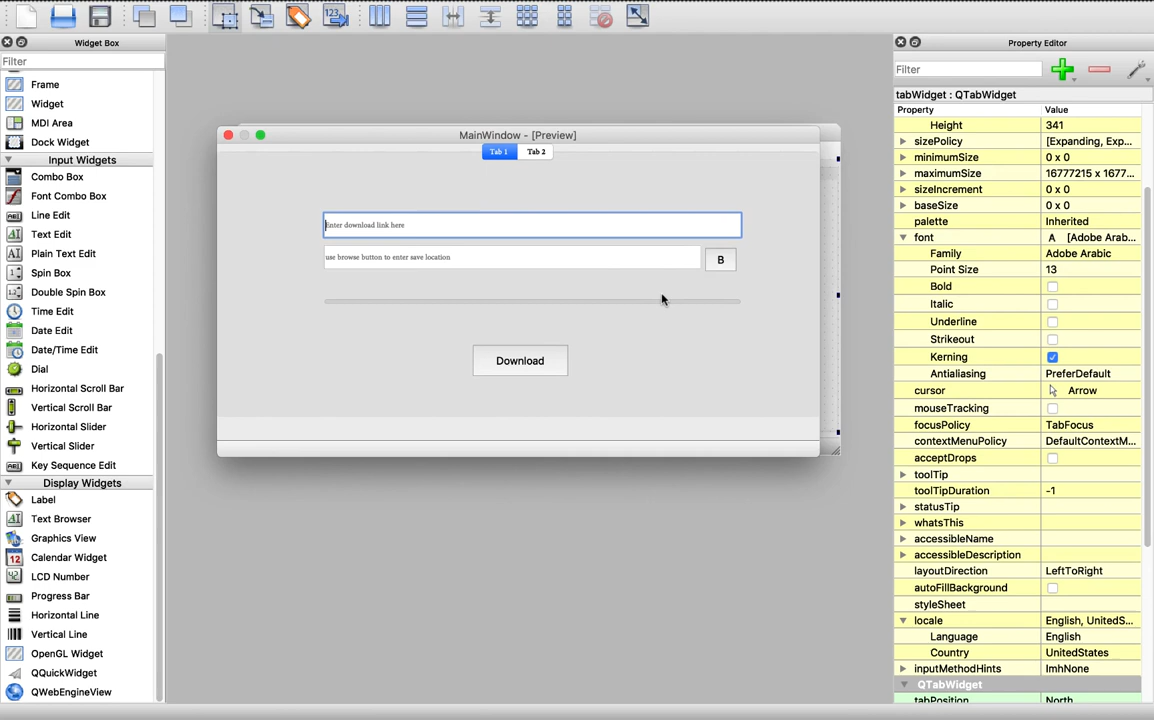 123
Widget Box
Filter
Frame
Widget
MDI Area
Dock Widget
Input Widgets
Combo Box
Font Combo Box
Line Edit
Text Edit
Plain Text Edit
Spin Box
Double Spin Box
Time Edit
Date Edit
Date/Time Edit
Dial
Horizontal Scroll Bar
Vertical Scroll Bar
Horizontal Slider
Vertical Slider
Key Sequence Edit
Display Widgets
Label
Text Browser
Graphics View
Calendar Widget
LCD Number
Progress Bar
Horizontal Line
Vertical Line
OpenGL Widget
QQuickWidget
QWebEngineView
MainWindow - [Preview]
Tab 1 Tab 2
Enter download link here
use browse button to enter save location
B
Download
Property Editor
Filter
tabWidget : QTabWidget
Property Value
Height 341
sizePolicy [Expanding, Exp...
minimumSize 0 x 0
maximumSize 16777215 x 1677...
sizeIncrement 0 x 0
baseSize 0 x 0
palette Inherited
font A [Adobe Arab...
Family Adobe Arabic
Point Size 13
Bold
Italic
Underline
Strikeout
Kerning
Antialiasing PreferDefault
cursor Arrow
mouseTracking
focusPolicy TabFocus
contextMenuPolicy DefaultContextM...
acceptDrops
toolTip
toolTipDuration -1
statusTip
whatsThis
accessibleName
accessibleDescription
layoutDirection LeftToRight
autoFillBackground
styleSheet
locale English, UnitedS...
Language English
Country UnitedStates
inputMethodHints ImhNone
QTabWidget
tabPosition North